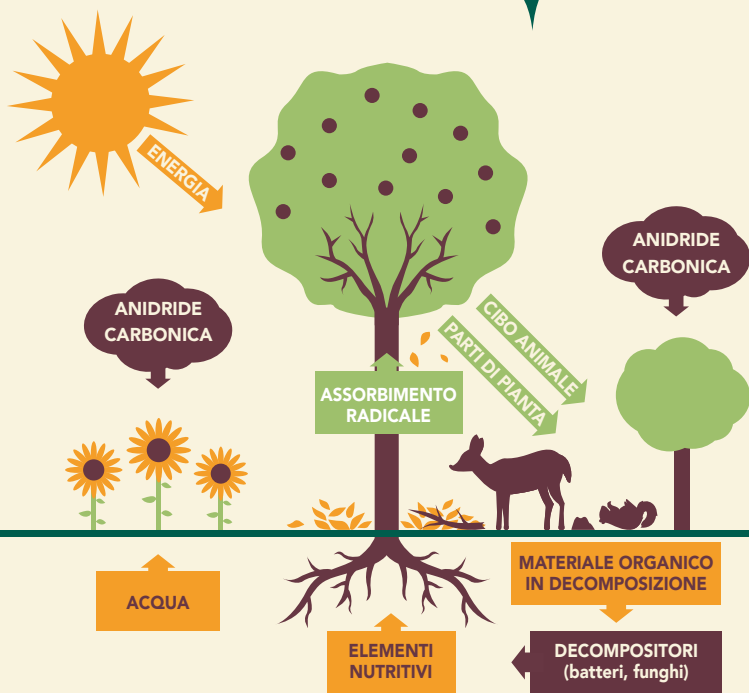 ENERGIA
ANIDRIDE
CARBONICA
ANIDRIDE
CARBONICA
CIBO ANIMALE
PARTI DI PIANTA
ASSORBIMENTO
RADICALE
ACQUA
ELEMENTI
NUTRITIVI
MATERIALE ORGANICO
IN DECOMPOSIZIONE
DECOMPOSITORI
(batteri, funghi)